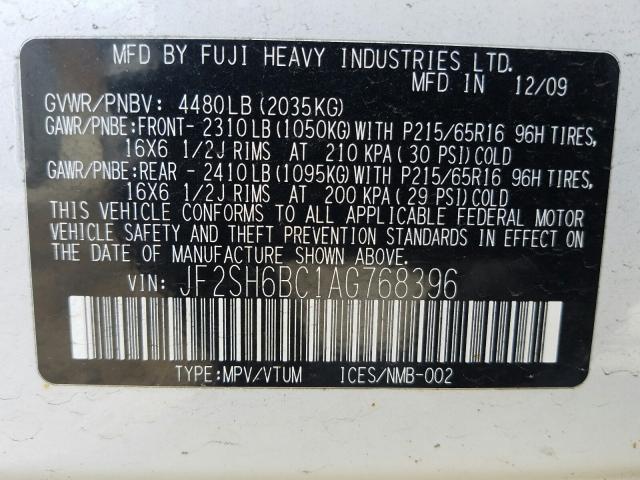 MFD BY FUJI HEAVY INDUSTRIES LTD.
MFD IN 12/09
GVWR/PNBV: 4480LB(2035KG)
GAWR/PNBE:FRONT- 2310LB(1050KG)WITH P215/65R16 96H TIRES,
16X6 1/2J RIMS AT 210 KPA( 30 PSI)COLD
GAWR/PNBE:REAR - 2410LB(1095KG)WITH P215/65R16 96H TIRES,
16X6 1/2J RIMS AT 200 KPA( 29 PSI)COLD
THIS VEHICLE CONFORMS TO ALL APPLICABLE FEDERAL MOTOR
VEHICLE SAFETY AND THEFT PREVENTION STANDARDS IN EFFECT ON
THE DATE OF MANUFACTURE SHOWN ABOVE.
VIN: JF2SH6BC1AG768396
TYPE:MPV/VTUM ICES/NMB-002